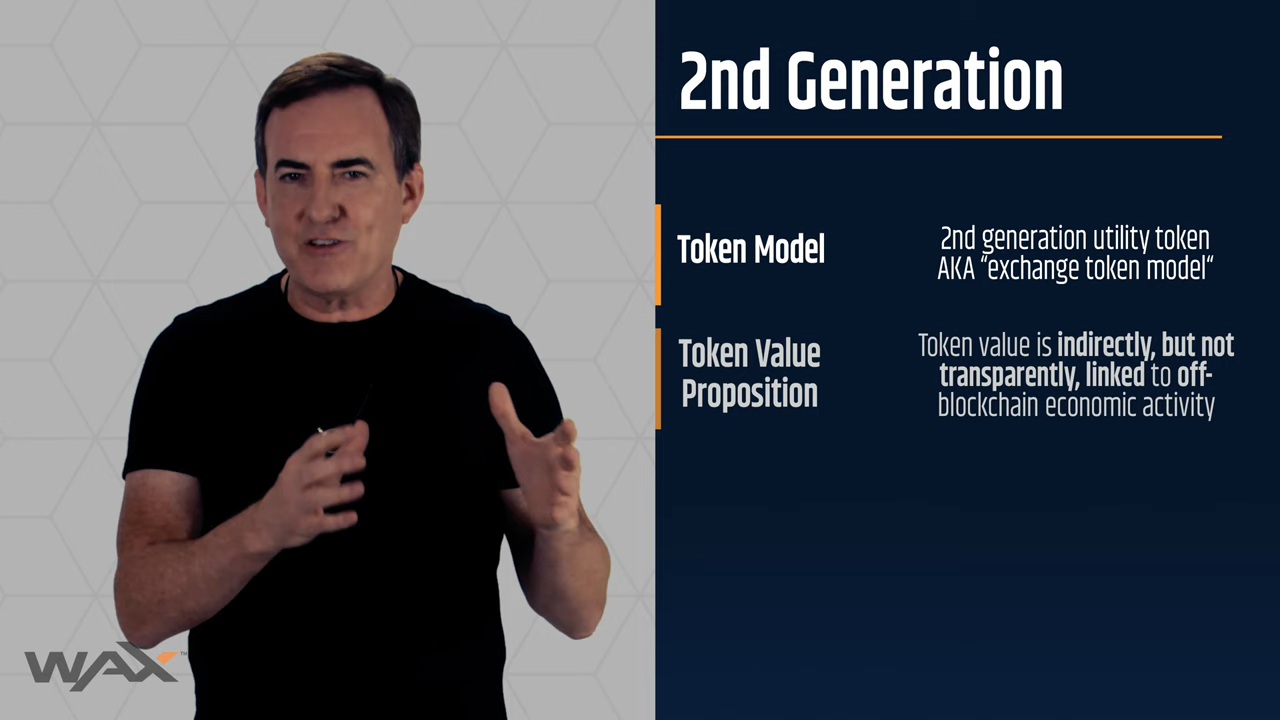 2nd Generation
Token Model
2nd generation utility token
AKA “exchange token model“
Token Value
Proposition
Token value is indirectly, but not
transparently, linked to off-
blockchain economic activity
WAX™